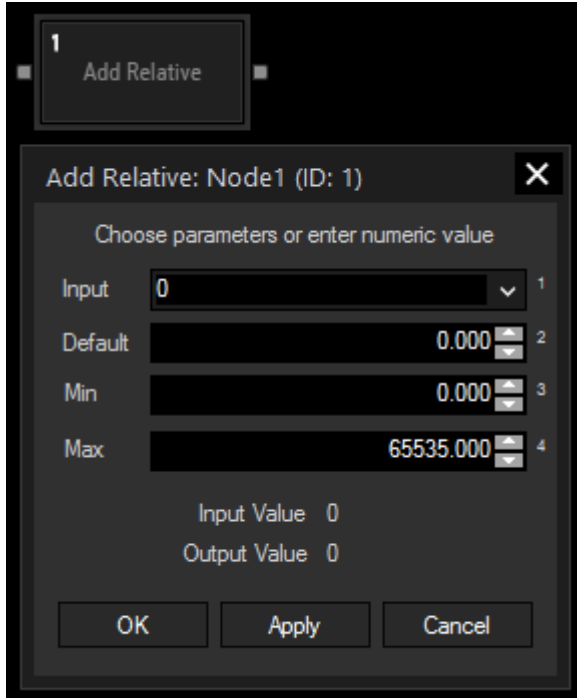 1
Add Relative
Add Relative: Node1 (ID: 1)
Choose parameters or enter numeric value
Input 0 1
Default 0.000 2
Min 0.000 3
Max 65535.000 4
Input Value 0
Output Value 0
OK Apply Cancel